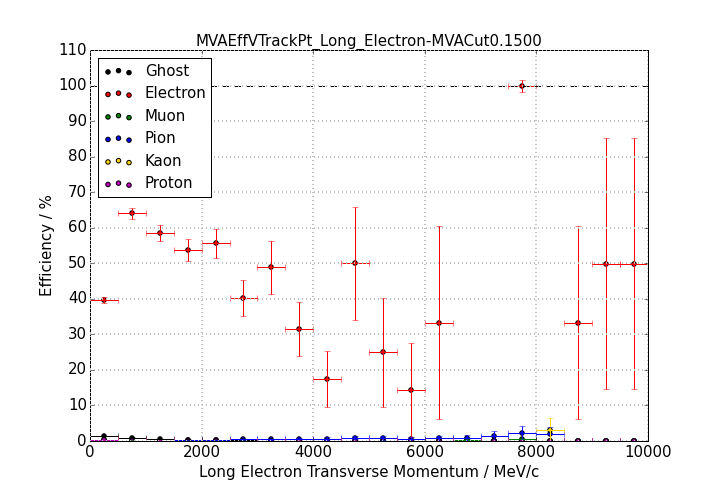 MVAEffVTrackPt_Long_Electron-MVACut0.1500
110
100
90
80
70
60
50
40
30
20
10
0
Efficiency / %
Ghost
Electron
Muon
Pion
Kaon
Proton
0 2000 4000 6000 8000 10000
Long Electron Transverse Momentum / MeV/c